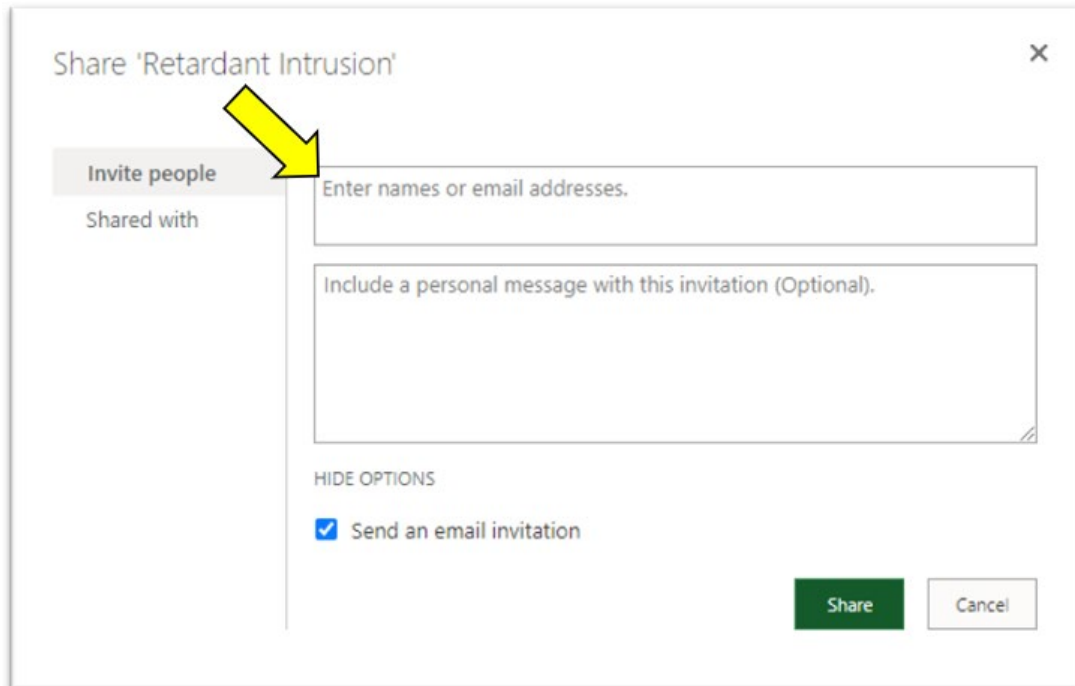 Share 'Retardant Intrusion'
Invite people
Shared with
Enter names or email addresses.
Include a personal message with this invitation (Optional).
HIDE OPTIONS
Send an email invitation
Share
Cancel